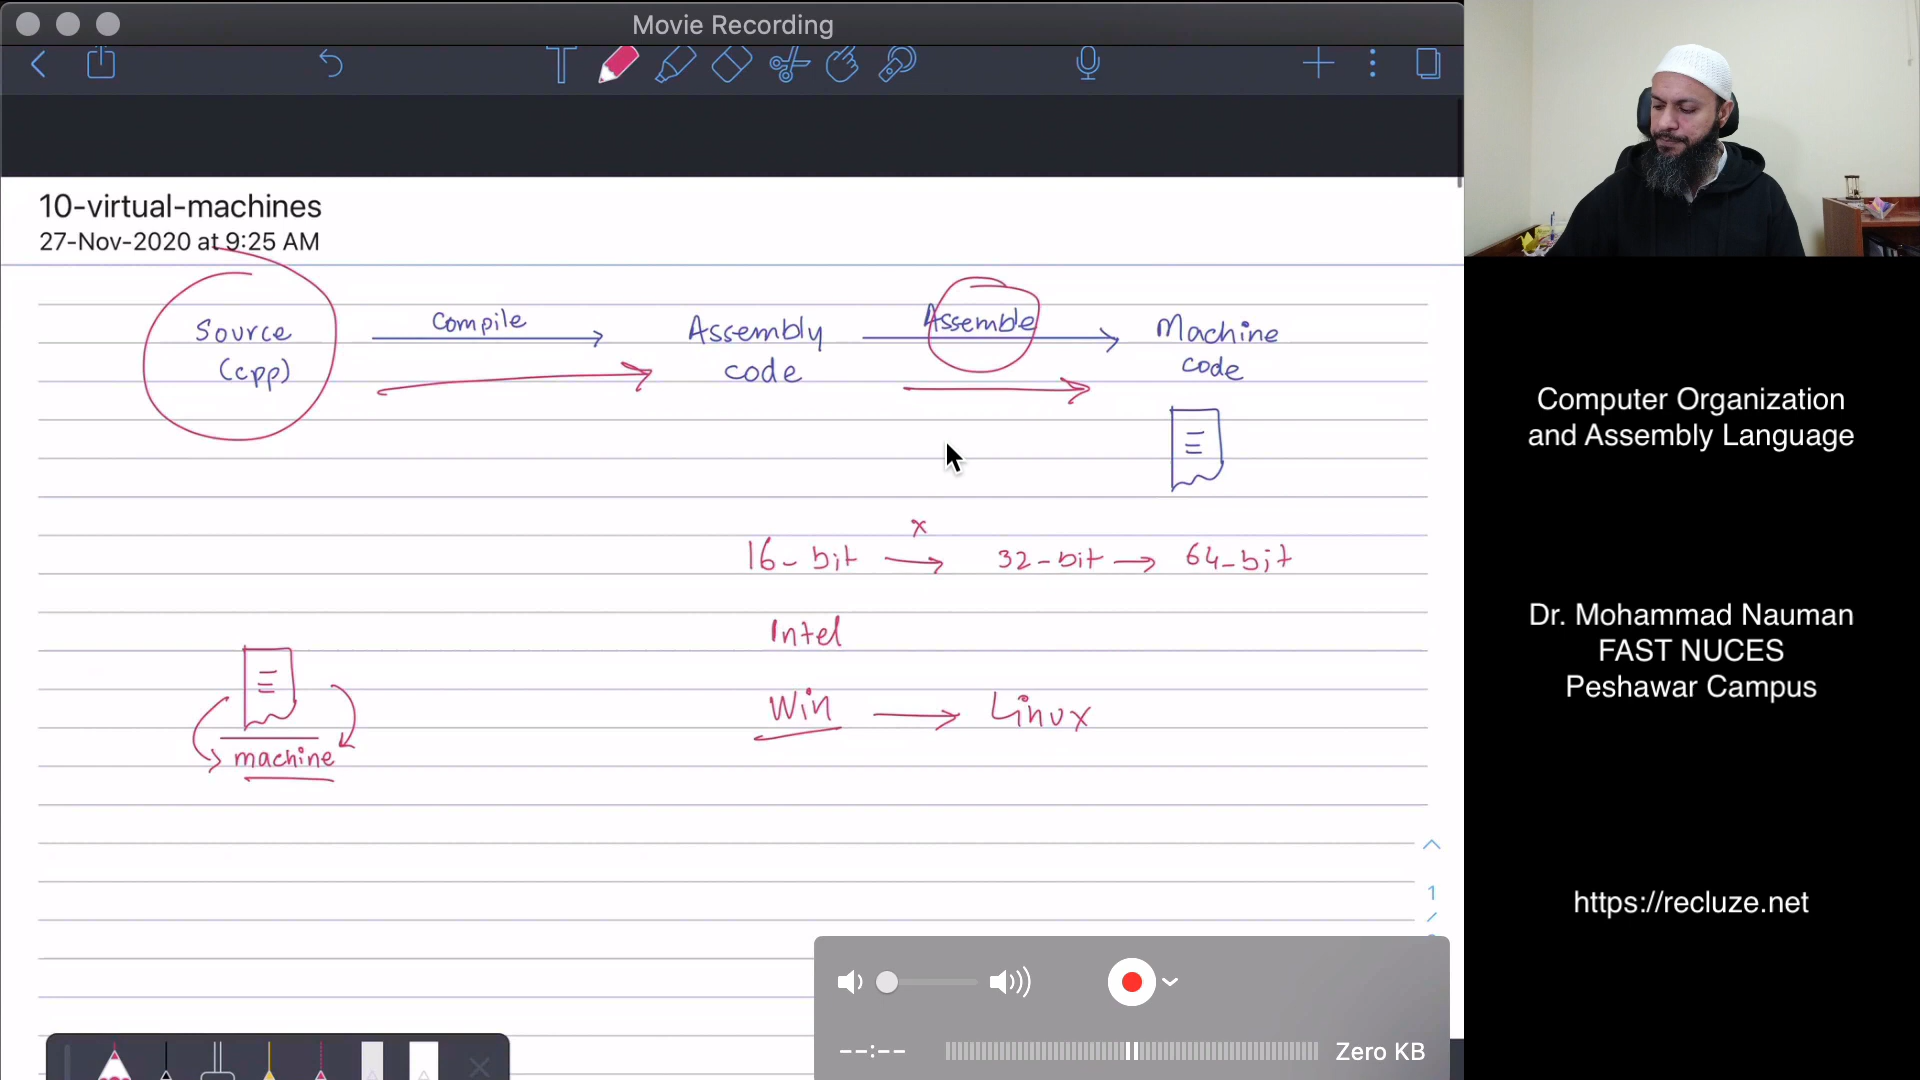 Movie Recording
10-virtual-machines
27-Nov-2020 at 9:25 AM
Source
(cpp)
Compile
Assembly
code
Assemble
Machine
code
16-bit
x
32-bit
64-bit
Intel
Win
Linux
machine
1
--:--
Zero KB
Computer Organization
and Assembly Language
Dr. Mohammad Nauman
FAST NUCES
Peshawar Campus
https://recluze.net